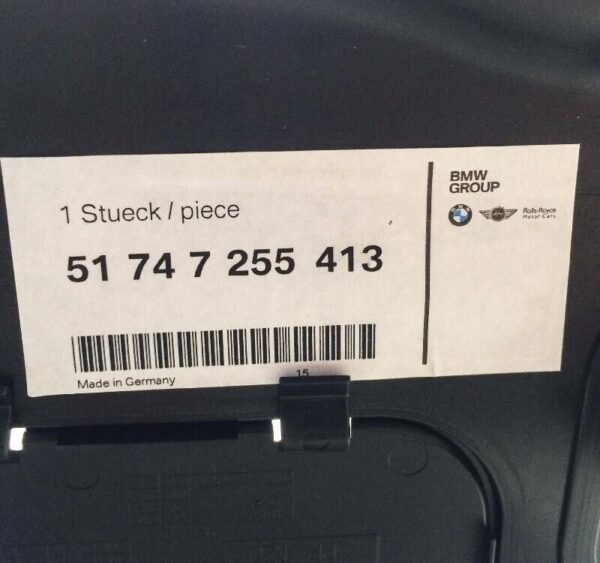 1 Stueck / piece
51 74 7 255 413
Made in Germany
15
BMW
GROUP
Rolls-Royce
Motor Cars